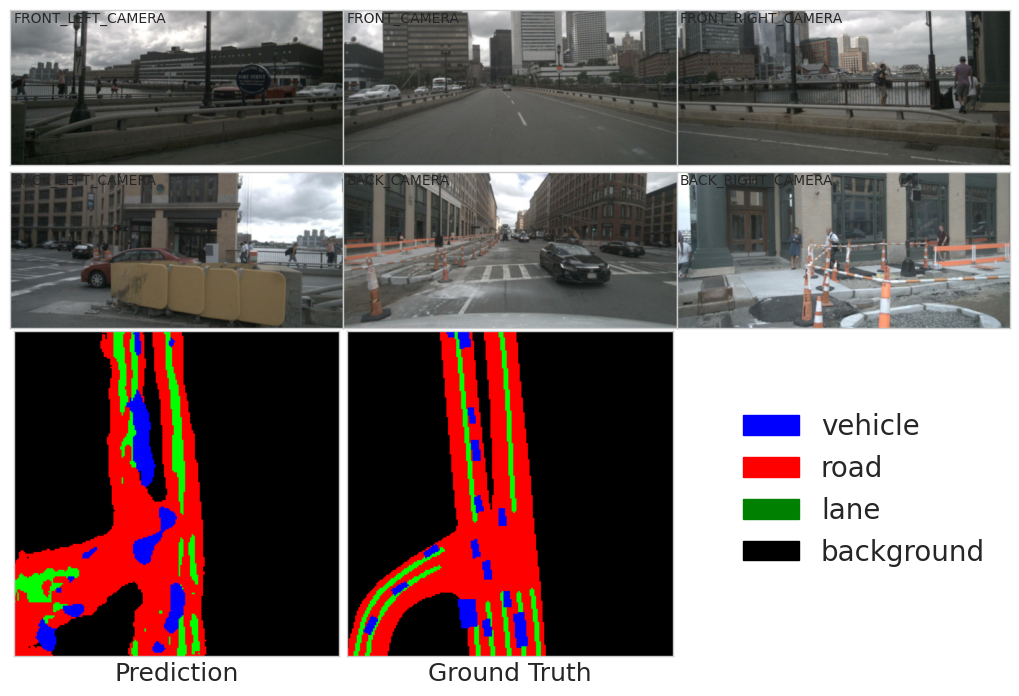 FRONT_LEFT_CAMERA
FRONT_CAMERA
FRONT_RIGHT_CAMERA
BACK_LEFT_CAMERA
BACK_CAMERA
BACK_RIGHT_CAMERA
vehicle
road
lane
background
Prediction
Ground Truth